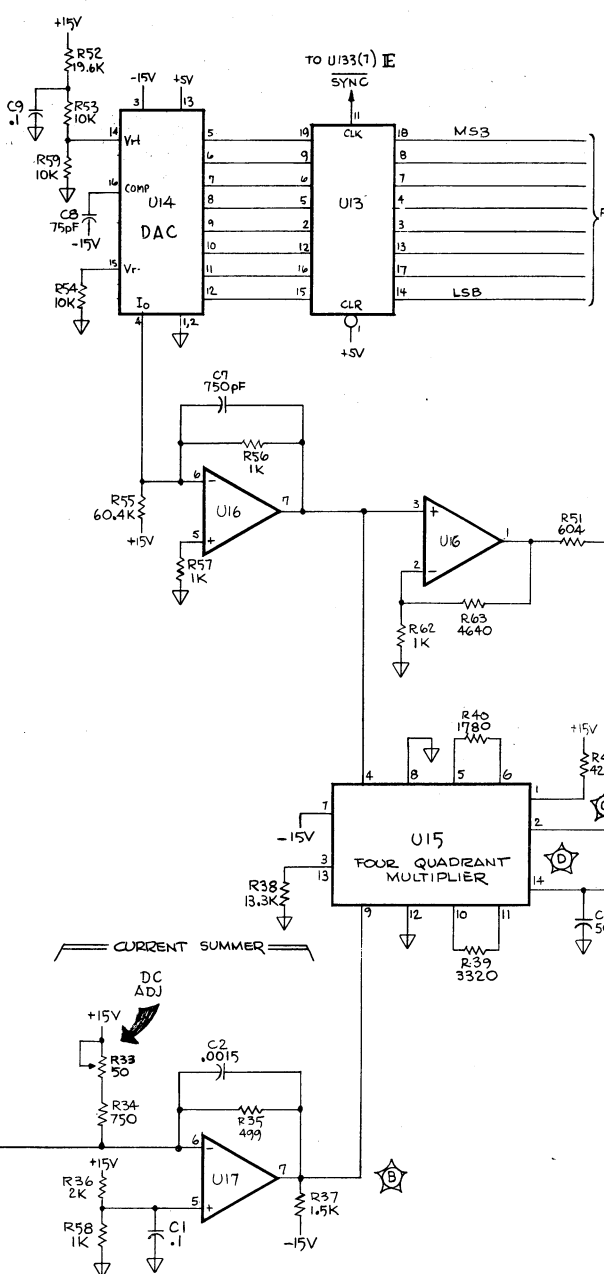 +15V
R52
19.6K
C9
.1
R53
10K
R59
10K
-15V
+5V
3
13
14
Vrt
16
COMP
C8
75pF
-15V
15
Vr-
R54
10K
Io
4
1,2
U14
DAC
5
6
7
8
9
10
11
12
TO U133(7) IE
SYNC
11
CLK
19
9
6
5
2
12
16
15
U13
CLR
1
+5V
18 MSB
8
7
4
3
13
17
14 LSB
C7
750pF
R56
1K
R55
60.4K
+15V
6
-
U16
7
5
+
R57
1K
3
+
U16
1
2
-
R51
604
R63
4640
R62
1K
R40
1780
+15V
4
8
5
6
7
-15V
1
2
U15
FOUR QUADRANT
MULTIPLIER
3
13
R38
13.3K
14
D
9
12
10
11
R39
3320
CURRENT SUMMER
DC
ADJ
+15V
R33
50
R34
750
C2
.0015
R35
499
6
-
U17
7
+15V
R36
2K
5
+
R58
1K
C1
.1
R37
1.5K
-15V
B